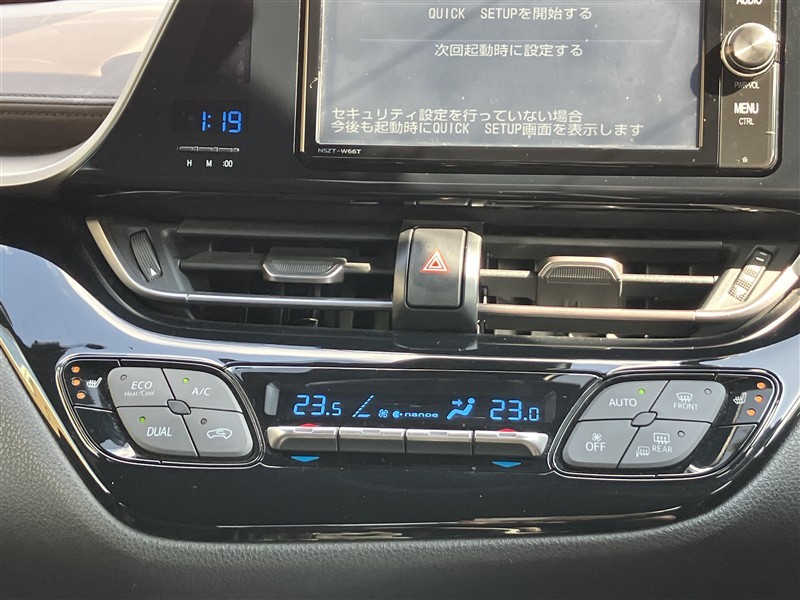 AUDIO
QUICK SETUPを開始する
次回起動時に設定する
PWR・VOL
セキュリティ設定を行っていない場合
今後も起動時にQUICK SETUP画面を表示します
MENU
CTRL
NSZT-W66T
1:19
H M :00
ECO
Heat/Cool
A/C
DUAL
23.5
nanoe
23.0
AUTO
FRONT
OFF
REAR